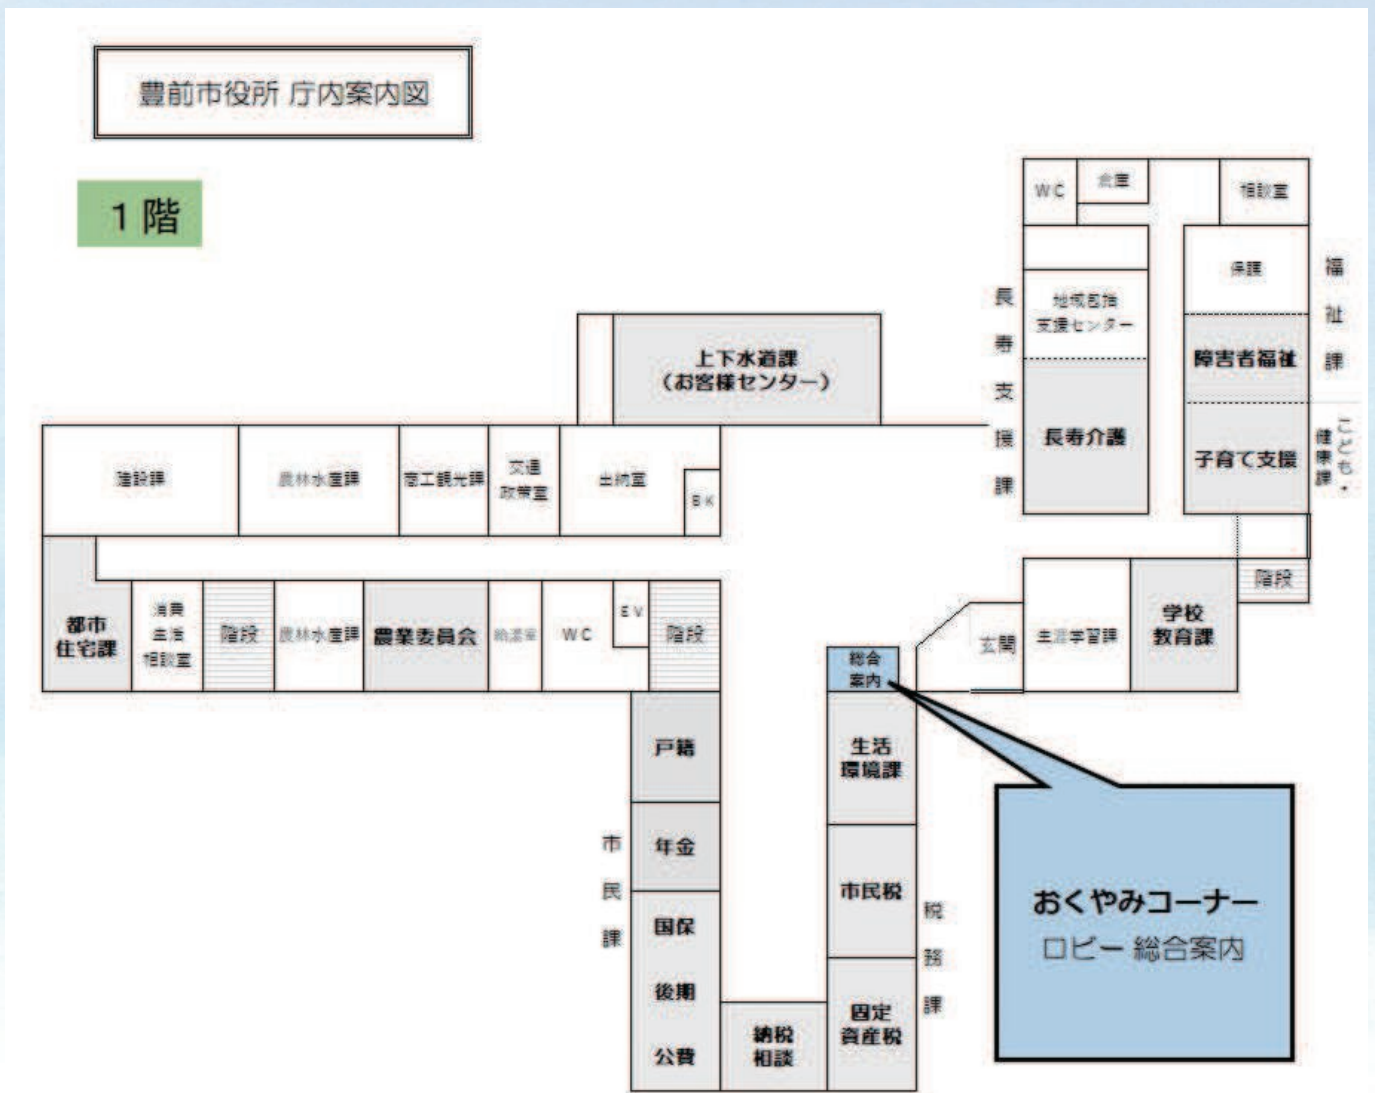 豊前市役所 庁内案内図
1階
WC
倉庫
相談室
保護
福祉課
地域包括
支援センター
長寿支援課
障害者福祉
長寿介護
子育て支援
こども・
健康課
上下水道課
(お客様センター)
建設課
農林水産課
商工観光課
交通
政策室
出納室
BK
都市
住宅課
消費
生活
相談室
階段
農林水産課
農業委員会
給湯室
WC
EV
階段
総合
案内
玄関
生涯学習課
学校
教育課
階段
戸籍
年金
国保
後期
公費
市民課
納税
相談
生活
環境課
市民税
固定
資産税
税務課
おくやみコーナー
ロビー 総合案内